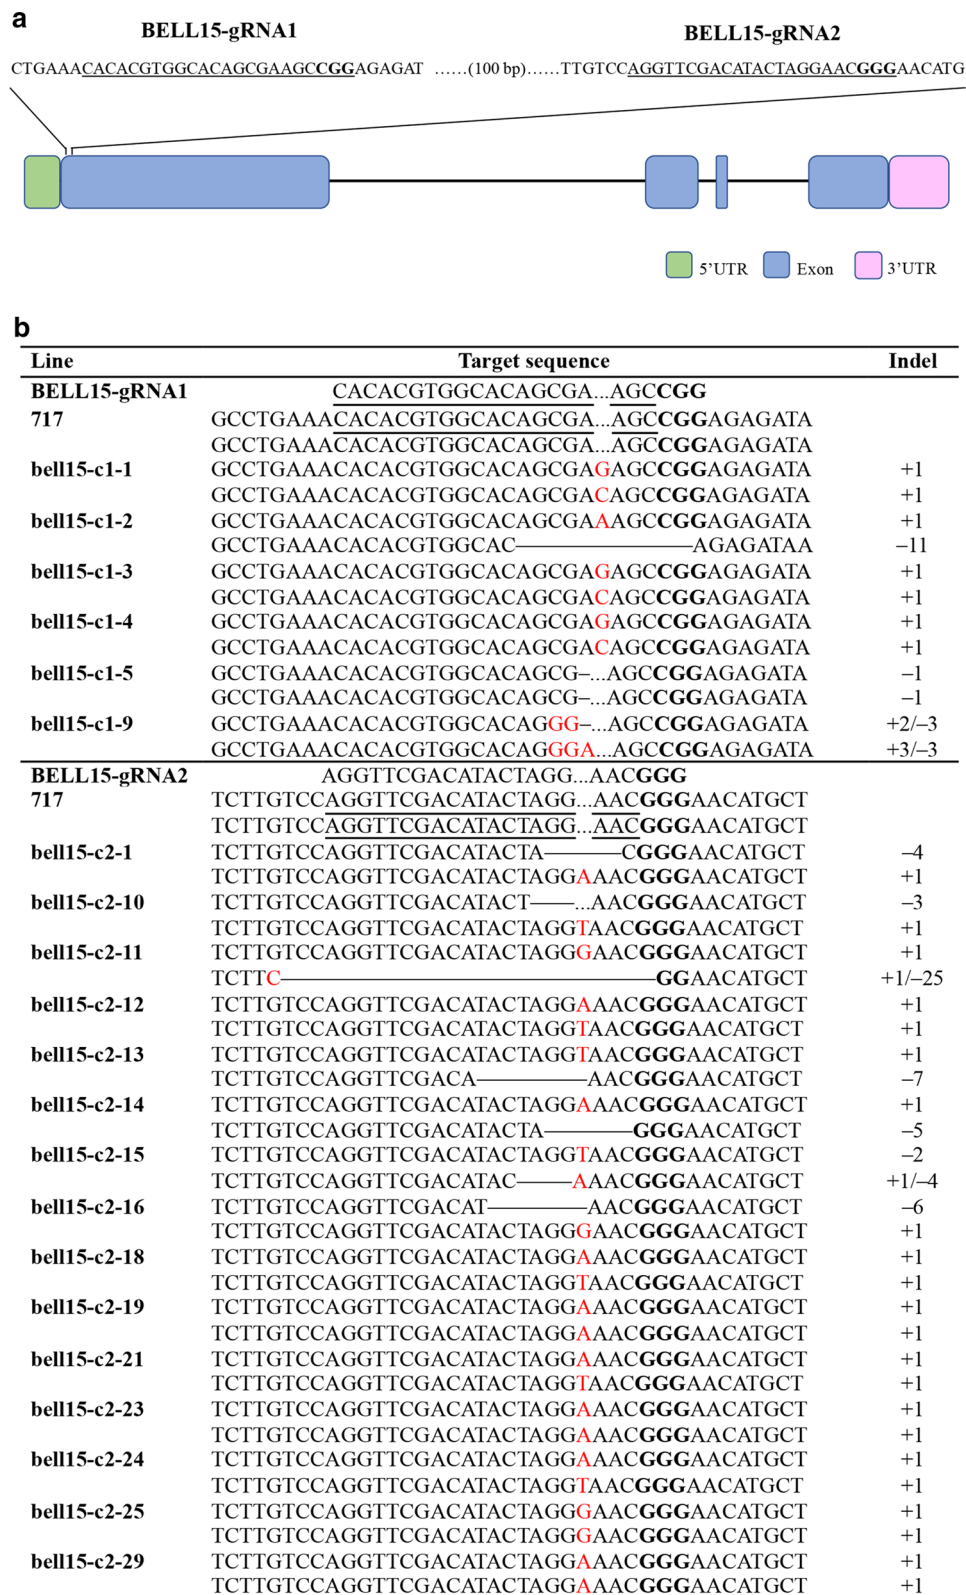 a
BELL15-gRNA1 BELL15-gRNA2
CTGAAACACACGTGGCACAGCGAAGCCGGAGAGAT ......(100 bp)......TTGTCCAGGTTCGACATACTAGGAACGGGAACATG
5'UTR Exon 3'UTR
b
Line Target sequence Indel
BELL15-gRNA1 CACACGTGGCACAGCGA...AGCCGG
717 GCCTGAAACACACGTGGCACAGCGA...AGCCGGAGAGATA
GCCTGAAACACACGTGGCACAGCGA...AGCCGGAGAGATA
bell15-c1-1 GCCTGAAACACACGTGGCACAGCGAGAGCCGGAGAGATA +1
GCCTGAAACACACGTGGCACAGCGACAGCCGGAGAGATA +1
bell15-c1-2 GCCTGAAACACACGTGGCACAGCGAAAGCCGGAGAGATA +1
GCCTGAAACACACGTGGCAC——————AGAGATAA –11
bell15-c1-3 GCCTGAAACACACGTGGCACAGCGAGAGCCGGAGAGATA +1
GCCTGAAACACACGTGGCACAGCGACAGCCGGAGAGATA +1
bell15-c1-4 GCCTGAAACACACGTGGCACAGCGAGAGCCGGAGAGATA +1
GCCTGAAACACACGTGGCACAGCGACAGCCGGAGAGATA +1
bell15-c1-5 GCCTGAAACACACGTGGCACAGCG–...AGCCGGAGAGATA –1
GCCTGAAACACACGTGGCACAGCG–...AGCCGGAGAGATA –1
bell15-c1-9 GCCTGAAACACACGTGGCACAGGG–...AGCCGGAGAGATA +2/–3
GCCTGAAACACACGTGGCACAGGGA...AGCCGGAGAGATA +3/–3
BELL15-gRNA2 AGGTTCGACATACTAGG...AACGGG
717 TCTTGTCCAGGTTCGACATACTAGG...AACGGGAACATGCT
TCTTGTCCAGGTTCGACATACTAGG...AACGGGAACATGCT
bell15-c2-1 TCTTGTCCAGGTTCGACATACTA———CGGGAACATGCT –4
TCTTGTCCAGGTTCGACATACTAGGAAACGGGAACATGCT +1
bell15-c2-10 TCTTGTCCAGGTTCGACATACT——...AACGGGAACATGCT –3
TCTTGTCCAGGTTCGACATACTAGGTAACGGGAACATGCT +1
bell15-c2-11 TCTTGTCCAGGTTCGACATACTAGGGAACGGGAACATGCT +1
TCTTC——————————————GGAACATGCT +1/–25
bell15-c2-12 TCTTGTCCAGGTTCGACATACTAGGAAACGGGAACATGCT +1
TCTTGTCCAGGTTCGACATACTAGGTAACGGGAACATGCT +1
bell15-c2-13 TCTTGTCCAGGTTCGACATACTAGGTAACGGGAACATGCT +1
TCTTGTCCAGGTTCGACA————AACGGGAACATGCT –7
bell15-c2-14 TCTTGTCCAGGTTCGACATACTAGGAAACGGGAACATGCT +1
TCTTGTCCAGGTTCGACATACTA———GGGAACATGCT –5
bell15-c2-15 TCTTGTCCAGGTTCGACATACTAGGTAACGGGAACATGCT –2
TCTTGTCCAGGTTCGACATAC——AAACGGGAACATGCT +1/–4
bell15-c2-16 TCTTGTCCAGGTTCGACAT————AACGGGAACATGCT –6
TCTTGTCCAGGTTCGACATACTAGGGAACGGGAACATGCT +1
bell15-c2-18 TCTTGTCCAGGTTCGACATACTAGGAAACGGGAACATGCT +1
TCTTGTCCAGGTTCGACATACTAGGTAACGGGAACATGCT +1
bell15-c2-19 TCTTGTCCAGGTTCGACATACTAGGAAACGGGAACATGCT +1
TCTTGTCCAGGTTCGACATACTAGGAAACGGGAACATGCT +1
bell15-c2-21 TCTTGTCCAGGTTCGACATACTAGGAAACGGGAACATGCT +1
TCTTGTCCAGGTTCGACATACTAGGTAACGGGAACATGCT +1
bell15-c2-23 TCTTGTCCAGGTTCGACATACTAGGAAACGGGAACATGCT +1
TCTTGTCCAGGTTCGACATACTAGGAAACGGGAACATGCT +1
bell15-c2-24 TCTTGTCCAGGTTCGACATACTAGGAAACGGGAACATGCT +1
TCTTGTCCAGGTTCGACATACTAGGTAACGGGAACATGCT +1
bell15-c2-25 TCTTGTCCAGGTTCGACATACTAGGGAACGGGAACATGCT +1
TCTTGTCCAGGTTCGACATACTAGGGAACGGGAACATGCT +1
bell15-c2-29 TCTTGTCCAGGTTCGACATACTAGGAAACGGGAACATGCT +1
TCTTGTCCAGGTTCGACATACTAGGAAACGGGAACATGCT +1